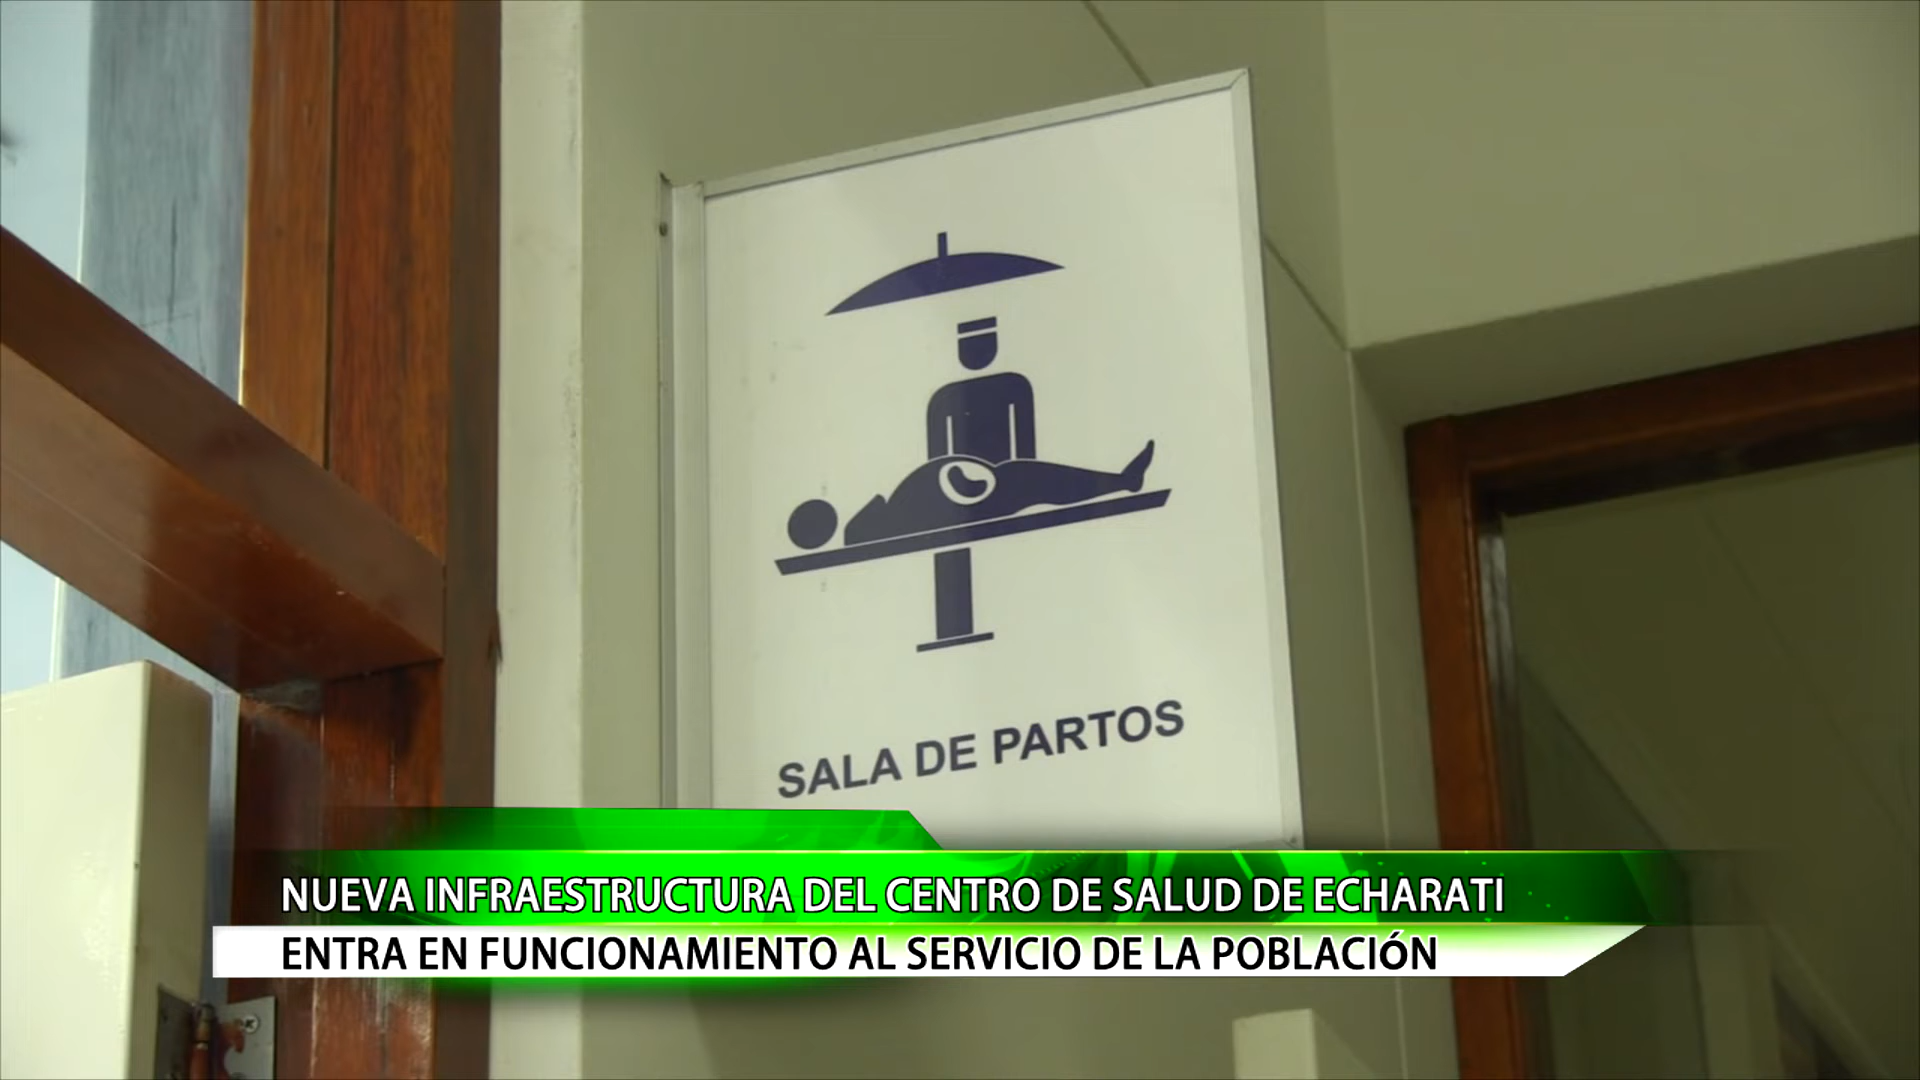 SALA DE PARTOS
NUEVA INFRAESTRUCTURA DEL CENTRO DE SALUD DE ECHARATI
ENTRA EN FUNCIONAMIENTO AL SERVICIO DE LA POBLACIÓN